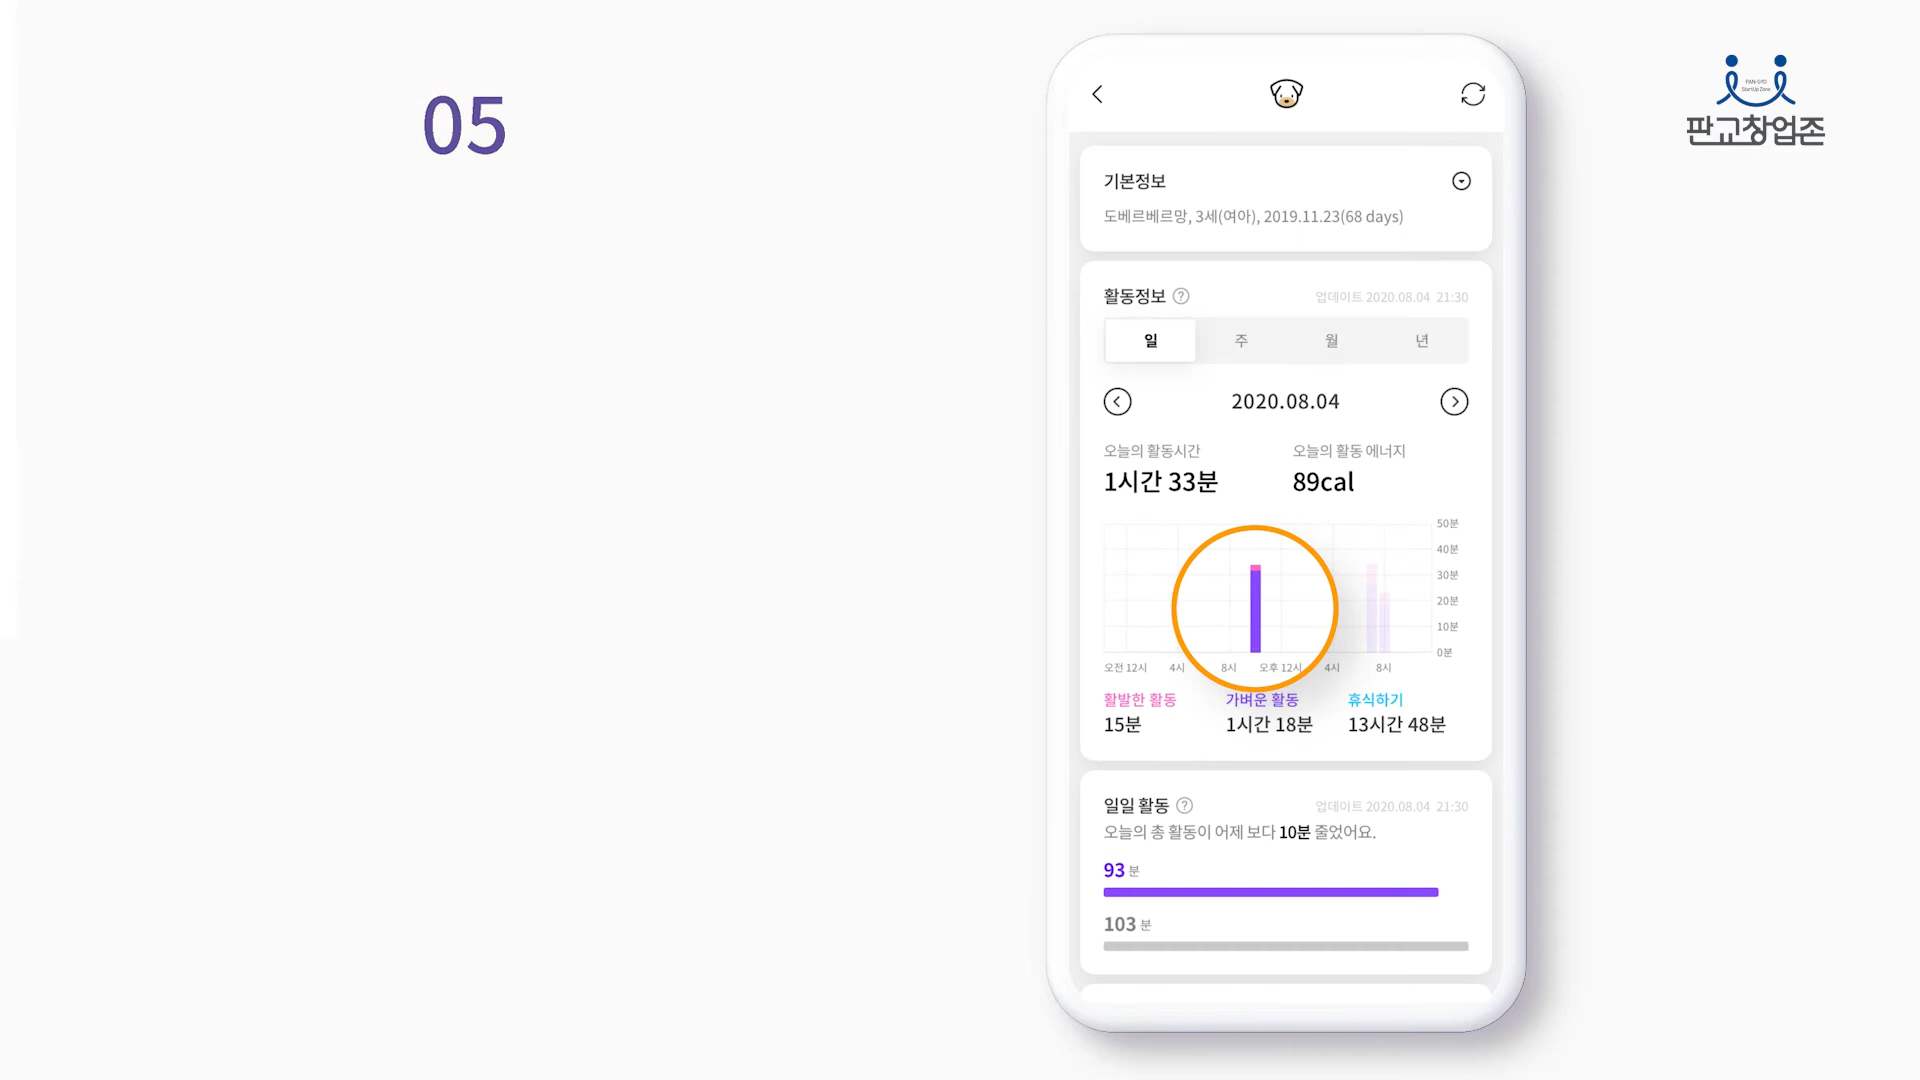 05
PAN GYO
StartUp Zone
판교창업존
기본정보
도베르베르망, 3세(여아), 2019.11.23(68 days)
활동정보 ?
업데이트 2020.08.04 21:30
일 주 월 년
2020.08.04
오늘의 활동시간 오늘의 활동 에너지
1시간 33분 89cal
50분
40분
30분
20분
10분
0분
오전 12시 4시 8시 오후 12시 4시 8시
활발한 활동 가벼운 활동 휴식하기
15분 1시간 18분 13시간 48분
일일 활동 ?
업데이트 2020.08.04 21:30
오늘의 총 활동이 어제 보다 10분 줄었어요.
93 분
103 분